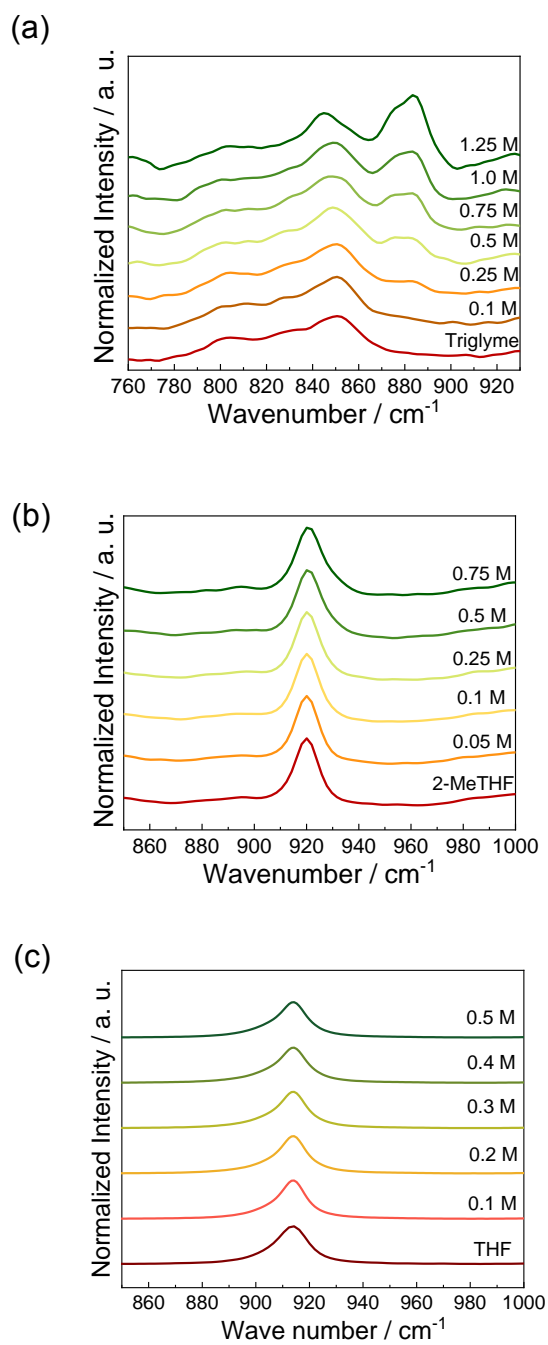 (a)
Normalized Intensity / a. u.
1.25 M
1.0 M
0.75 M
0.5 M
0.25 M
0.1 M
Triglyme
760 780 800 820 840 860 880 900 920
Wavenumber / cm⁻¹
(b)
Normalized Intensity / a. u.
0.75 M
0.5 M
0.25 M
0.1 M
0.05 M
2-MeTHF
860 880 900 920 940 960 980 1000
Wavenumber / cm⁻¹
(c)
Normalized Intensity / a. u.
0.5 M
0.4 M
0.3 M
0.2 M
0.1 M
THF
860 880 900 920 940 960 980 1000
Wave number / cm⁻¹